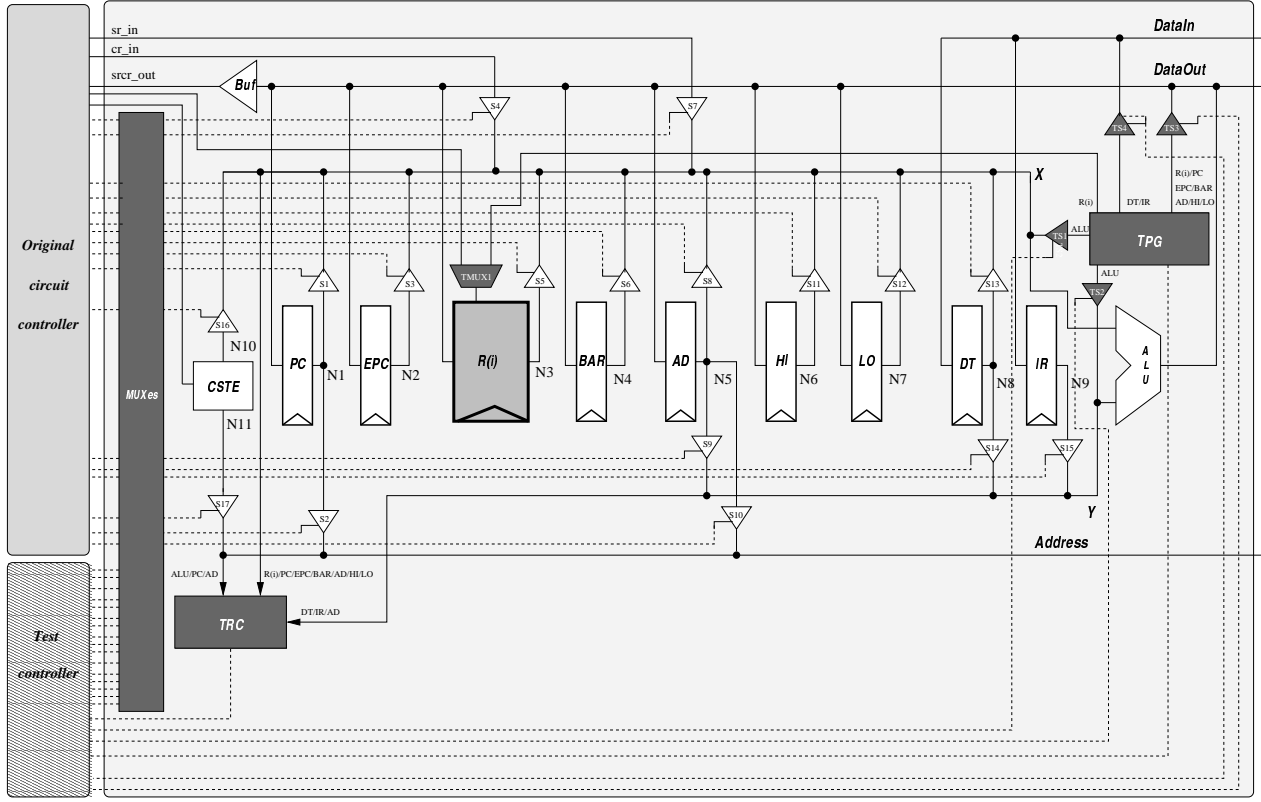 sr_in
cr_in
srcr_out
Buf
DataIn
DataOut
S4
S7
TS4
TS3
X
R(i)/PC
EPC/BAR
AD/HI/LO
R(i)
DT/IR
TS1
ALU
TPG
ALU
TS2
Original
circuit
controller
S1
S3
TMUX1
S5
S6
S8
S11
S12
S13
S16
N10
MUXes
CSTE
N11
PC
N1
EPC
N2
R(i)
N3
BAR
N4
AD
N5
HI
N6
LO
N7
DT
N8
IR
N9
A
L
U
S9
S14
S15
S17
S2
S10
Y
Address
ALU/PC/AD
R(i)/PC/EPC/BAR/AD/HI/LO
DT/IR/AD
TRC
Test
controller